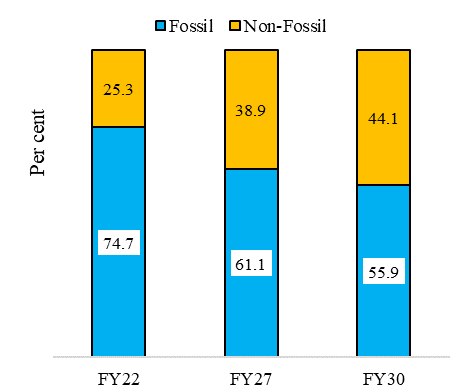 Fossil Non-Fossil
Per cent
25.3 38.9 44.1
74.7 61.1 55.9
FY22 FY27 FY30